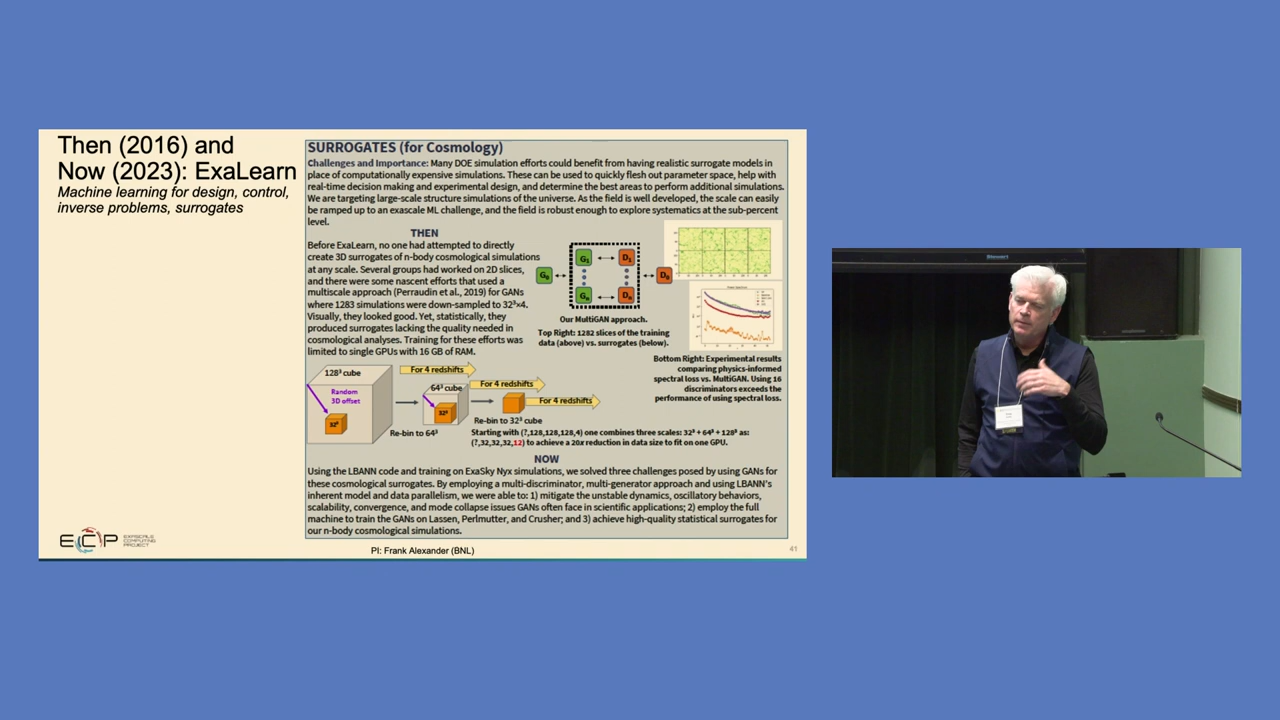 Then (2016) and
Now (2023): ExaLearn
Machine learning for design, control,
inverse problems, surrogates
SURROGATES (for Cosmology)
Challenges and Importance: Many DOE simulation efforts could benefit from having realistic surrogate models in
place of computationally expensive simulations. These can be used to quickly flesh out parameter space, help with
real-time decision making and experimental design, and determine the best areas to perform additional simulations.
We are targeting large-scale structure simulations of the universe. As the field is well developed, the scale can easily
be ramped up to an exascale ML challenge, and the field is robust enough to explore systematics at the sub-percent
level.
THEN
Before ExaLearn, no one had attempted to directly
create 3D surrogates of n-body cosmological simulations
at any scale. Several groups had worked on 2D slices,
and there were some nascent efforts that used a
multiscale approach (Perraudin et al., 2019) for GANs
where 1283 simulations were down-sampled to 32³×4.
Visually, they looked good. Yet, statistically, they
produced surrogates lacking the quality needed in
cosmological analyses. Training for these efforts was
limited to single GPUs with 16 GB of RAM.
G₀ D₀
Our MultiGAN approach.
Top Right: 1282 slices of the training
data (above) vs. surrogates (below).
Bottom Right: Experimental results
comparing physics-informed
spectral loss vs. MultiGAN. Using 16
discriminators exceeds the
performance of using spectral loss.
128³ cube
Random
3D offset
32³
For 4 redshifts
64³ cube
32³
Re-bin to 64³
For 4 redshifts
For 4 redshifts
Re-bin to 32³ cube
Starting with (?,128,128,128,4) one combines three scales: 32³ + 64³ + 128³ as:
(?,32,32,32,12) to achieve a 20x reduction in data size to fit on one GPU.
NOW
Using the LBANN code and training on ExaSky Nyx simulations, we solved three challenges posed by using GANs for
these cosmological surrogates. By employing a multi-discriminator, multi-generator approach and using LBANN's
inherent model and data parallelism, we were able to: 1) mitigate the unstable dynamics, oscillatory behaviors,
scalability, convergence, and mode collapse issues GANs often face in scientific applications; 2) employ the full
machine to train the GANs on Lassen, Perlmutter, and Crusher; and 3) achieve high-quality statistical surrogates for
our n-body cosmological simulations.
ECP EXASCALE
COMPUTING
PROJECT
PI: Frank Alexander (BNL)
41